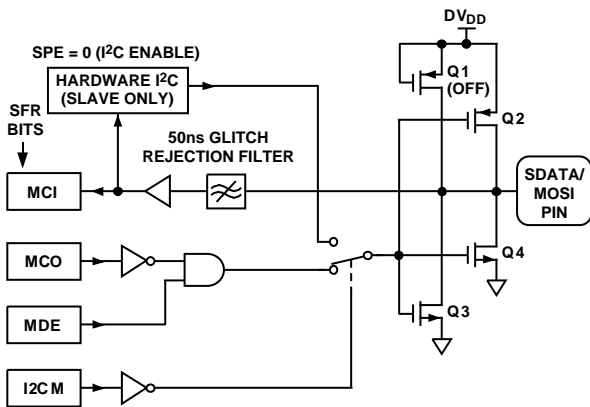 DVDD
SPE = 0 (I²C ENABLE)
HARDWARE I²C
(SLAVE ONLY)
Q1
(OFF)
Q2
SFR
BITS
50ns GLITCH
REJECTION FILTER
MCI
SDATA/
MOSI
PIN
MCO
Q4
MDE
Q3
I2CM